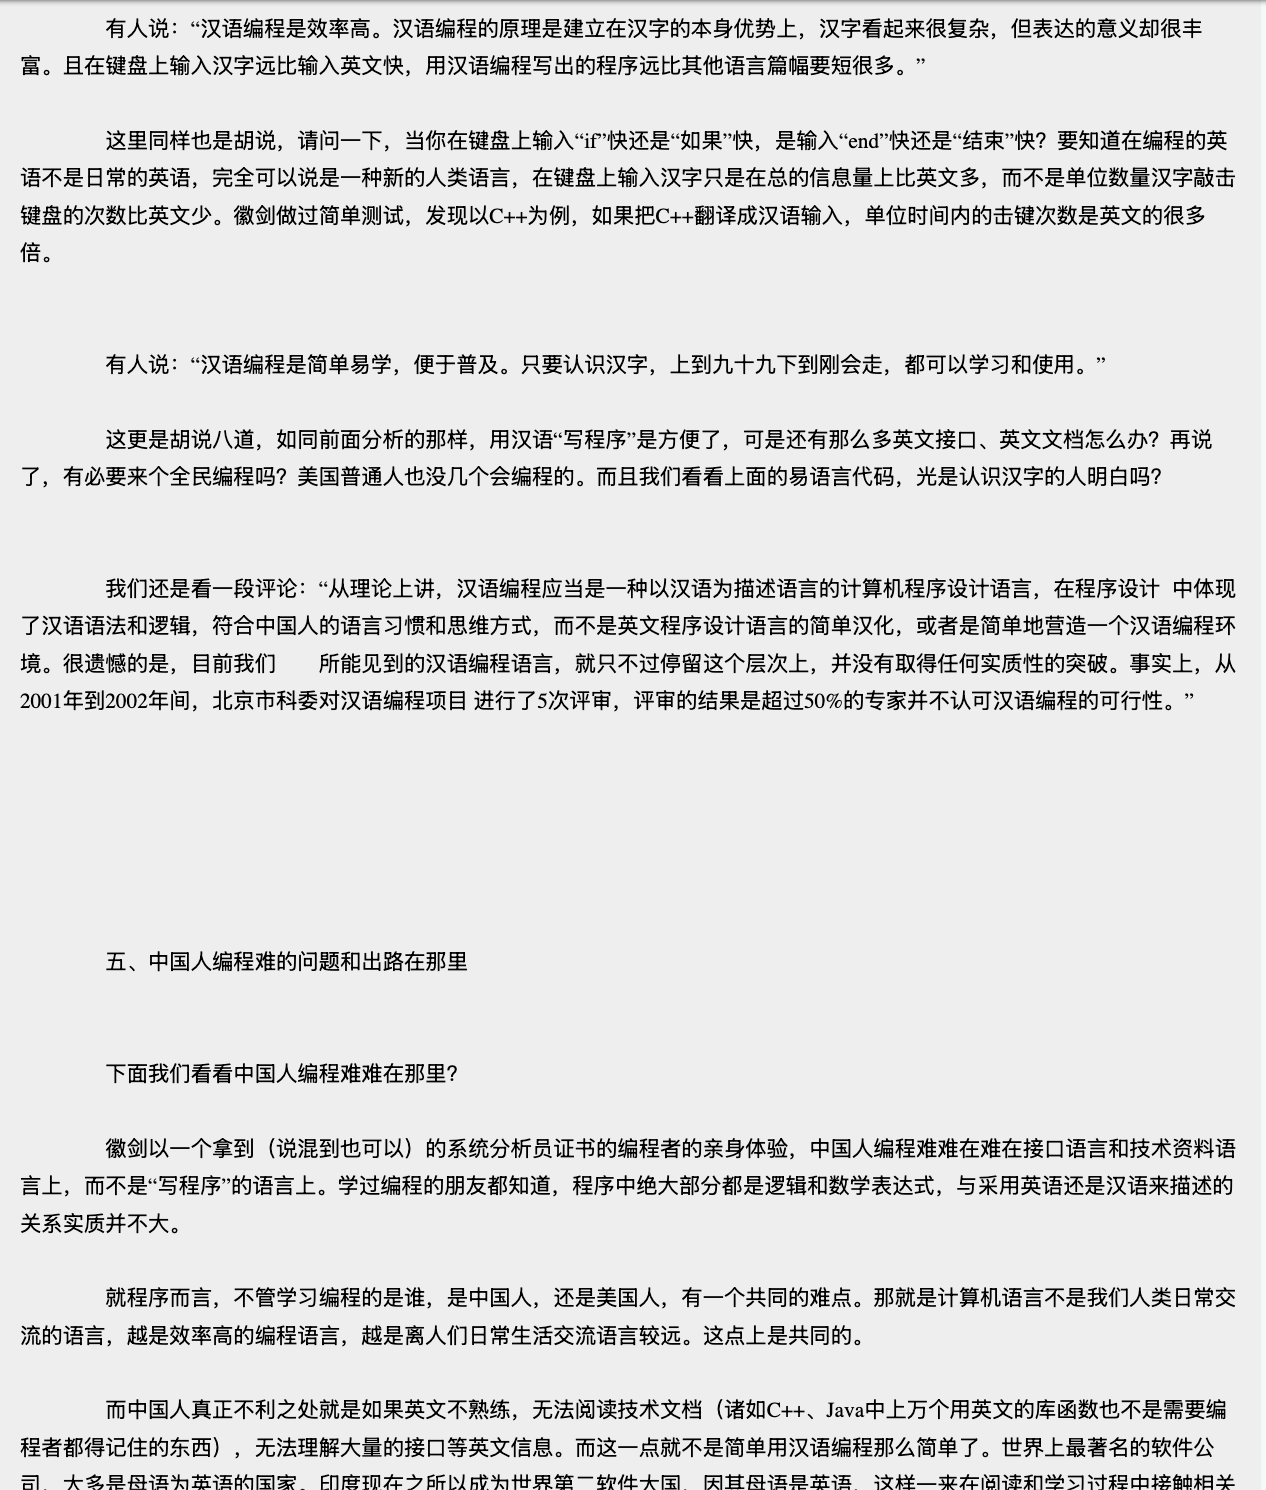 有人说：“汉语编程是效率高。汉语编程的原理是建立在汉字的本身优势上，汉字看起来很复杂，但表达的意义却很丰
富。且在键盘上输入汉字远比输入英文快，用汉语编程写出的程序远比其他语言篇幅要短很多。”
这里同样也是胡说，请问一下，当你在键盘上输入“if”快还是“如果”快，是输入“end”快还是“结束”快？要知道在编程的英
语不是日常的英语，完全可以说是一种新的人类语言，在键盘上输入汉字只是在总的信息量上比英文多，而不是单位数量汉字敲击
键盘的次数比英文少。徽剑做过简单测试，发现以C++为例，如果把C++翻译成汉语输入，单位时间内的击键次数是英文的很多
倍。
有人说：“汉语编程是简单易学，便于普及。只要认识汉字，上到九十九下到刚会走，都可以学习和使用。”
这更是胡说八道，如同前面分析的那样，用汉语“写程序”是方便了，可是还有那么多英文接口、英文文档怎么办？再说
了，有必要来个全民编程吗？美国普通人也没几个会编程的。而且我们看看上面的易语言代码，光是认识汉字的人明白吗？
我们还是看一段评论：“从理论上讲，汉语编程应当是一种以汉语为描述语言的计算机程序设计语言，在程序设计 中体现
了汉语语法和逻辑，符合中国人的语言习惯和思维方式，而不是英文程序设计语言的简单汉化，或者是简单地营造一个汉语编程环
境。很遗憾的是，目前我们 所能见到的汉语编程语言，就只不过停留这个层次上，并没有取得任何实质性的突破。事实上，从
2001年到2002年间，北京市科委对汉语编程项目 进行了5次评审，评审的结果是超过50%的专家并不认可汉语编程的可行性。”
五、中国人编程难的问题和出路在那里
下面我们看看中国人编程难难在那里？
徽剑以一个拿到（说混到也可以）的系统分析员证书的编程者的亲身体验，中国人编程难难在难在接口语言和技术资料语
言上，而不是“写程序”的语言上。学过编程的朋友都知道，程序中绝大部分都是逻辑和数学表达式，与采用英语还是汉语来描述的
关系实质并不大。
就程序而言，不管学习编程的是谁，是中国人，还是美国人，有一个共同的难点。那就是计算机语言不是我们人类日常交
流的语言，越是效率高的编程语言，越是离人们日常生活交流语言较远。这点上是共同的。
而中国人真正不利之处就是如果英文不熟练，无法阅读技术文档（诸如C++、Java中上万个用英文的库函数也不是需要编
程者都得记住的东西），无法理解大量的接口等英文信息。而这一点就不是简单用汉语编程那么简单了。世界上最著名的软件公
司，大多是母语为英语的国家。印度现在之所以成为世界第二软件大国，因其母语是英语，这样一来在阅读和学习过程中接触相关